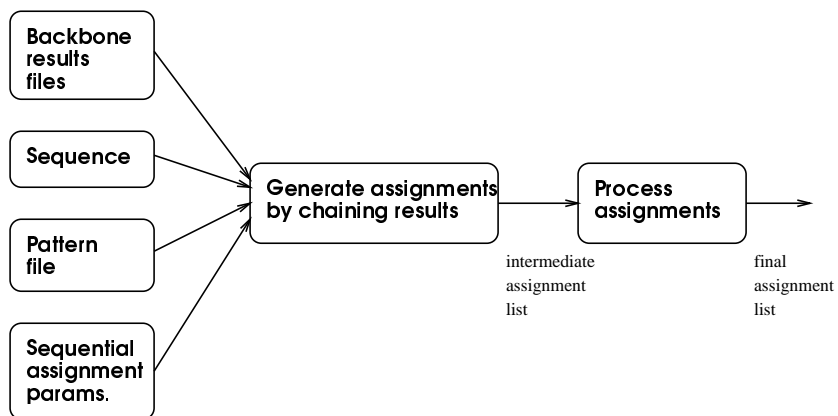 Backbone
results
files
Sequence
Pattern
file
Sequential
assignment
params.
Generate assignments
by chaining results
Process
assignments
intermediate
assignment
list
final
assignment
list